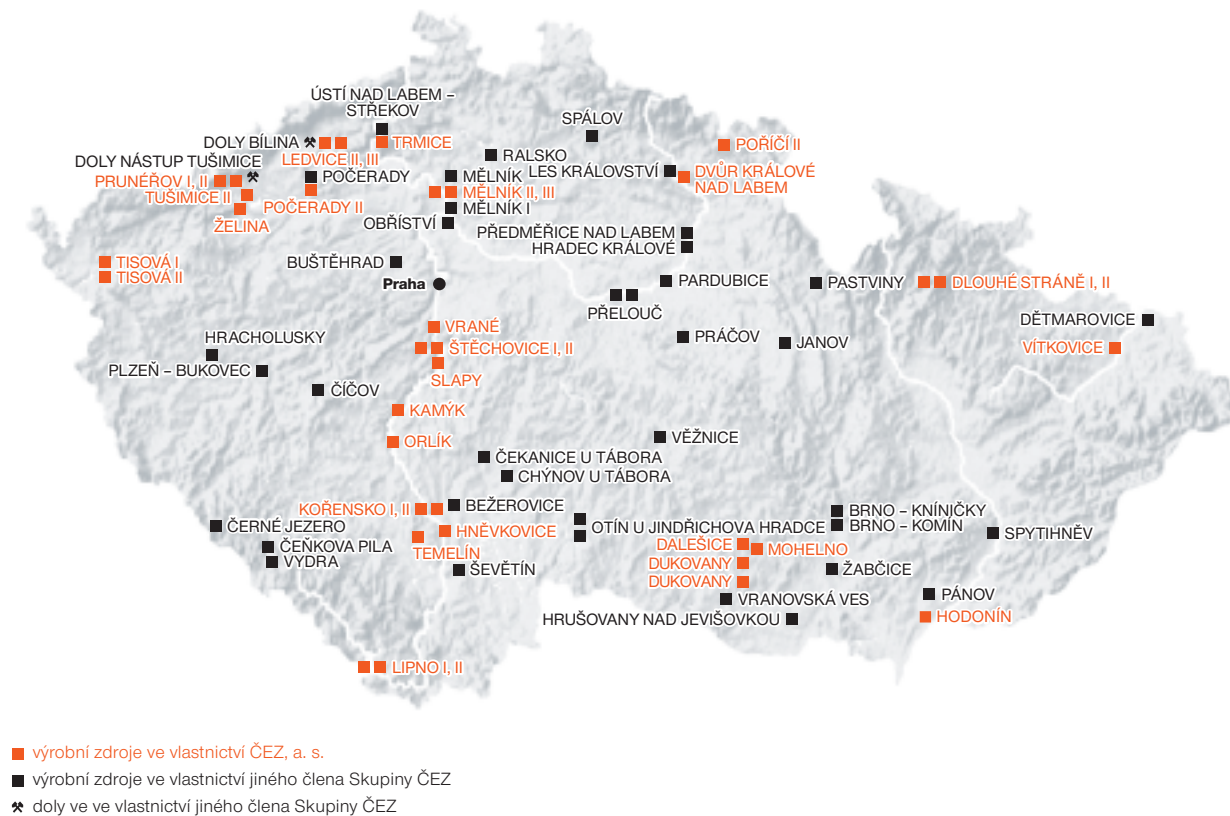 ÚSTÍ NAD LABEM –
STŘEKOV
SPÁLOV
DOLY BÍLINA
TRMICE
POŘÍČÍ II
LEDVICE II, III
RALSKO
DOLY NÁSTUP TUŠIMICE
LES KRÁLOVSTVÍ
DVŮR KRÁLOVÉ
NAD LABEM
PRUNÉŘOV I, II
POČERADY
MĚLNÍK
MĚLNÍK II, III
TUŠIMICE II
POČERADY II
MĚLNÍK I
ŽELINA
OBŘÍSTVÍ
PŘEDMĚŘICE NAD LABEM
HRADEC KRÁLOVÉ
TISOVÁ I
TISOVÁ II
BUŠTĚHRAD
Praha
PARDUBICE
PASTVINY
DLOUHÉ STRÁNĚ I, II
PŘELOUČ
DĚTMAROVICE
VRANÉ
HRACHOLUSKY
PRÁČOV
JANOV
VÍTKOVICE
ŠTĚCHOVICE I, II
PLZEŇ – BUKOVEC
SLAPY
ČÍČOV
KAMÝK
ORLÍK
VĚŽNICE
ČEKANICE U TÁBORA
CHÝNOV U TÁBORA
KOŘENSKO I, II
BEŽEROVICE
BRNO – KNÍNIČKY
BRNO – KOMÍN
ČERNÉ JEZERO
HNĚVKOVICE
OTÍN U JINDŘICHOVA HRADCE
SPYTIHNĚV
ČEŇKOVA PILA
TEMELÍN
DALEŠICE
MOHELNO
VYDRA
ŠEVĚTÍN
DUKOVANY
ŽABČICE
DUKOVANY
VRANOVSKÁ VES
PÁNOV
HRUŠOVANY NAD JEVIŠOVKOU
HODONÍN
LIPNO I, II
výrobní zdroje ve vlastnictví ČEZ, a. s.
výrobní zdroje ve vlastnictví jiného člena Skupiny ČEZ
doly ve ve vlastnictví jiného člena Skupiny ČEZ